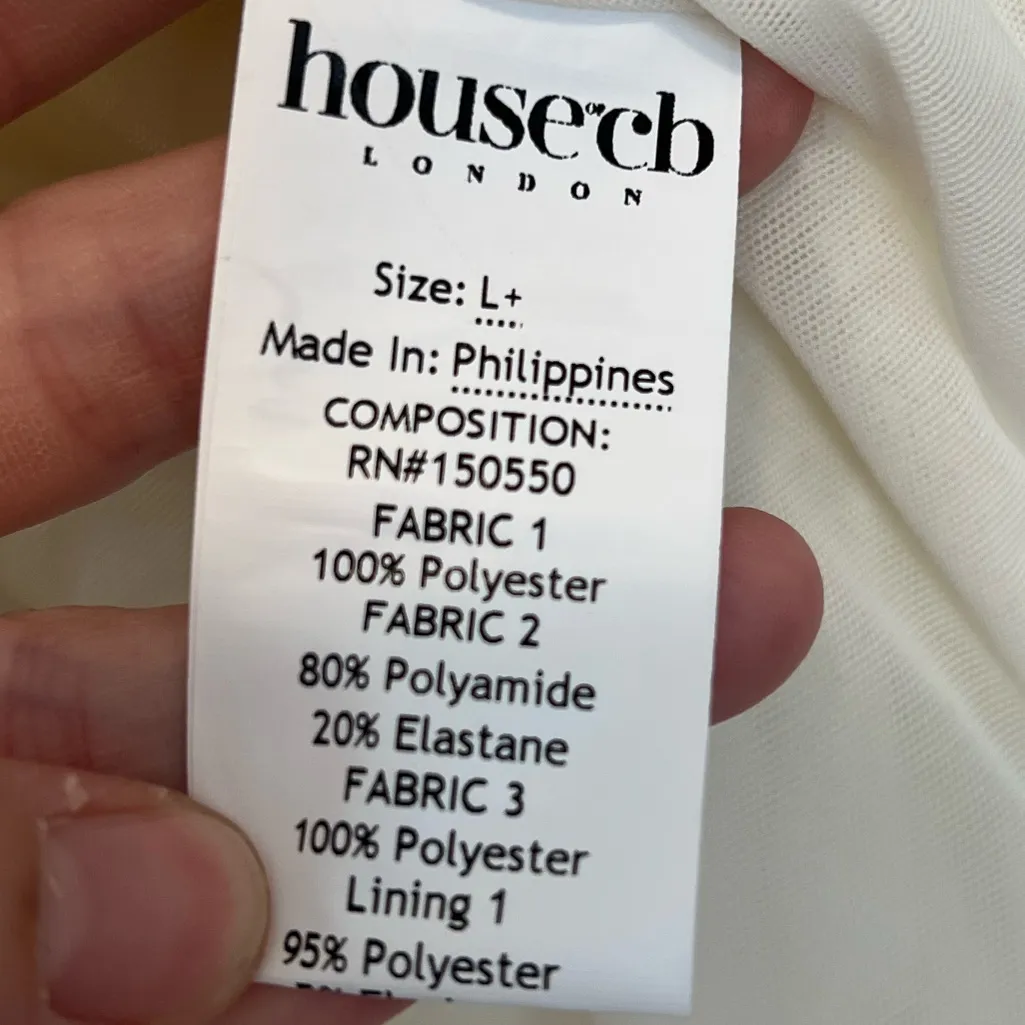 house of cb
LONDON
Size: L+
Made In: Philippines
COMPOSITION:
RN#150550
FABRIC 1
100% Polyester
FABRIC 2
80% Polyamide
20% Elastane
FABRIC 3
100% Polyester
Lining 1
95% Polyester